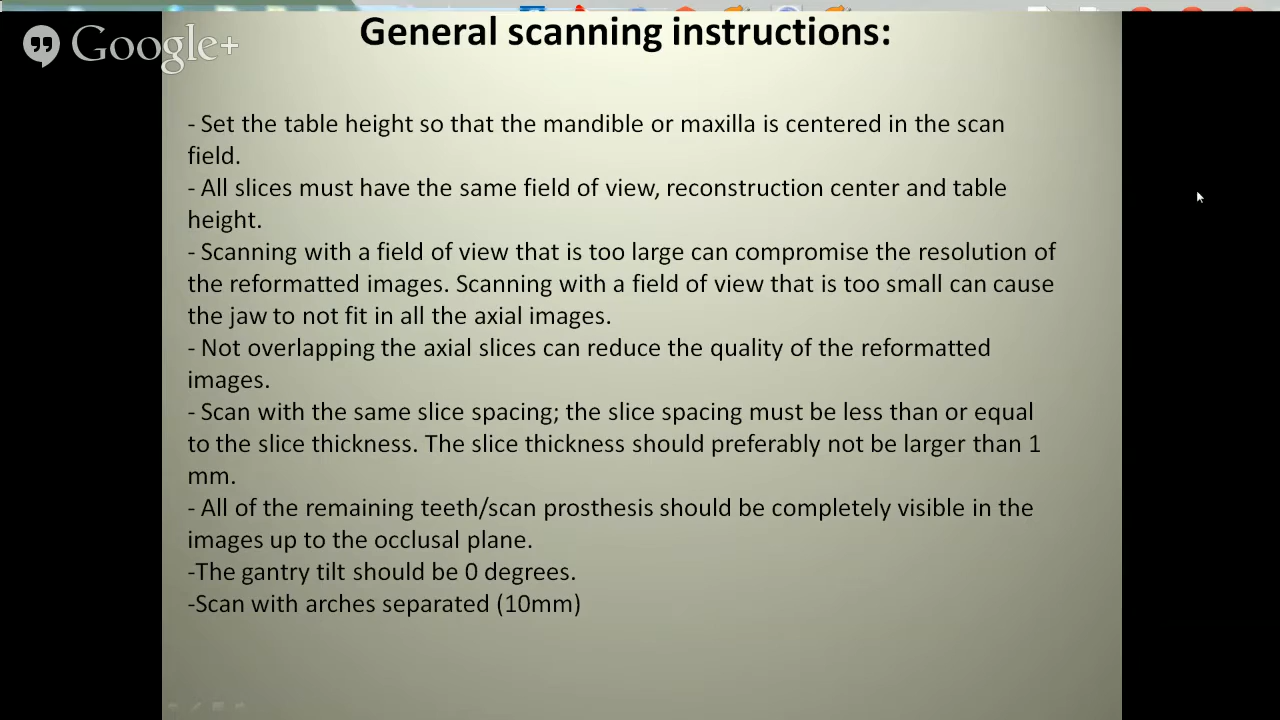 Google+
General scanning instructions:
- Set the table height so that the mandible or maxilla is centered in the scan
field.
- All slices must have the same field of view, reconstruction center and table
height.
- Scanning with a field of view that is too large can compromise the resolution of
the reformatted images. Scanning with a field of view that is too small can cause
the jaw to not fit in all the axial images.
- Not overlapping the axial slices can reduce the quality of the reformatted
images.
- Scan with the same slice spacing; the slice spacing must be less than or equal
to the slice thickness. The slice thickness should preferably not be larger than 1
mm.
- All of the remaining teeth/scan prosthesis should be completely visible in the
images up to the occlusal plane.
-The gantry tilt should be 0 degrees.
-Scan with arches separated (10mm)